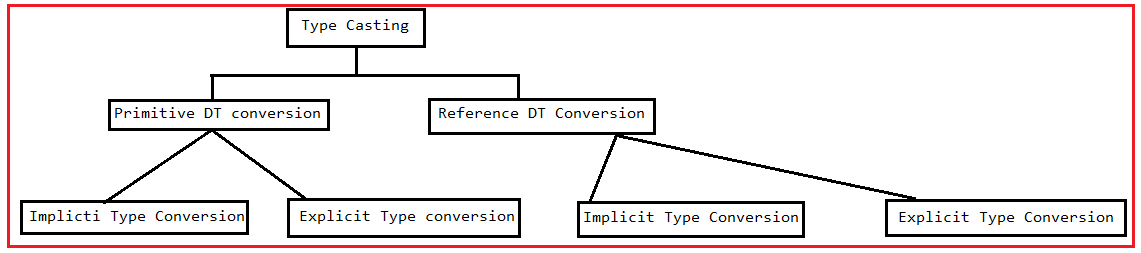 Type Casting
Primitive DT conversion
Reference DT Conversion
Implicti Type Conversion
Explicit Type conversion
Implicit Type Conversion
Explicit Type Conversion